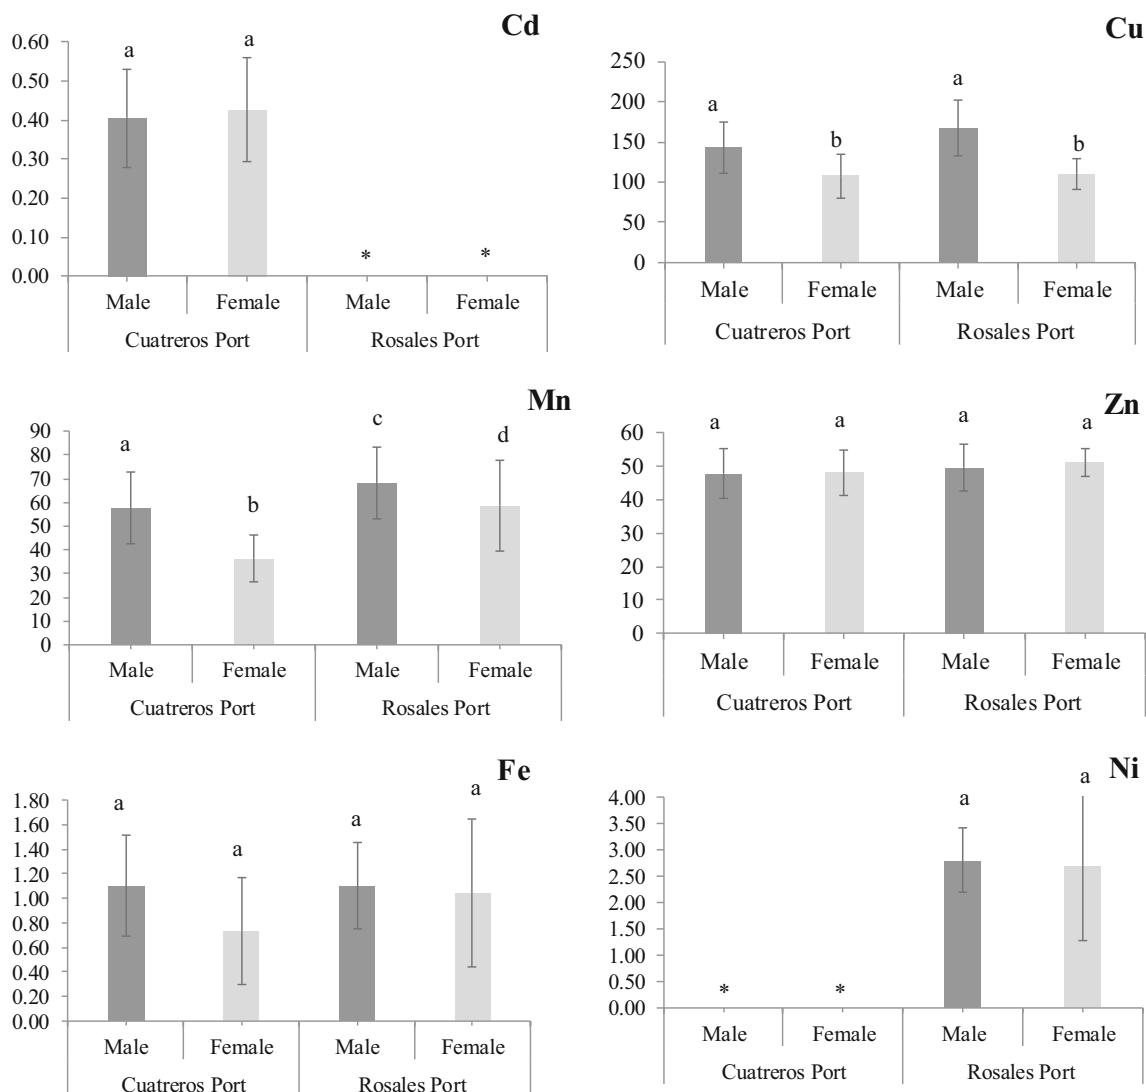 Cd
a a
0.60
0.50
0.40
0.30
0.20
0.10
0.00
* *
Male Female Male Female
Cuatreros Port Rosales Port
Cu
250
200
150
100
50
0
a b a b
Male Female Male Female
Cuatreros Port Rosales Port
Mn
90
80
70
60
50
40
30
20
10
0
a b c d
Male Female Male Female
Cuatreros Port Rosales Port
Zn
60
50
40
30
20
10
0
a a a a
Male Female Male Female
Cuatreros Port Rosales Port
Fe
1.80
1.60
1.40
1.20
1.00
0.80
0.60
0.40
0.20
0.00
a a a a
Male Female Male Female
Cuatreros Port Rosales Port
Ni
4.00
3.50
3.00
2.50
2.00
1.50
1.00
0.50
0.00
* * a a
Male Female Male Female
Cuatreros Port Rosales Port